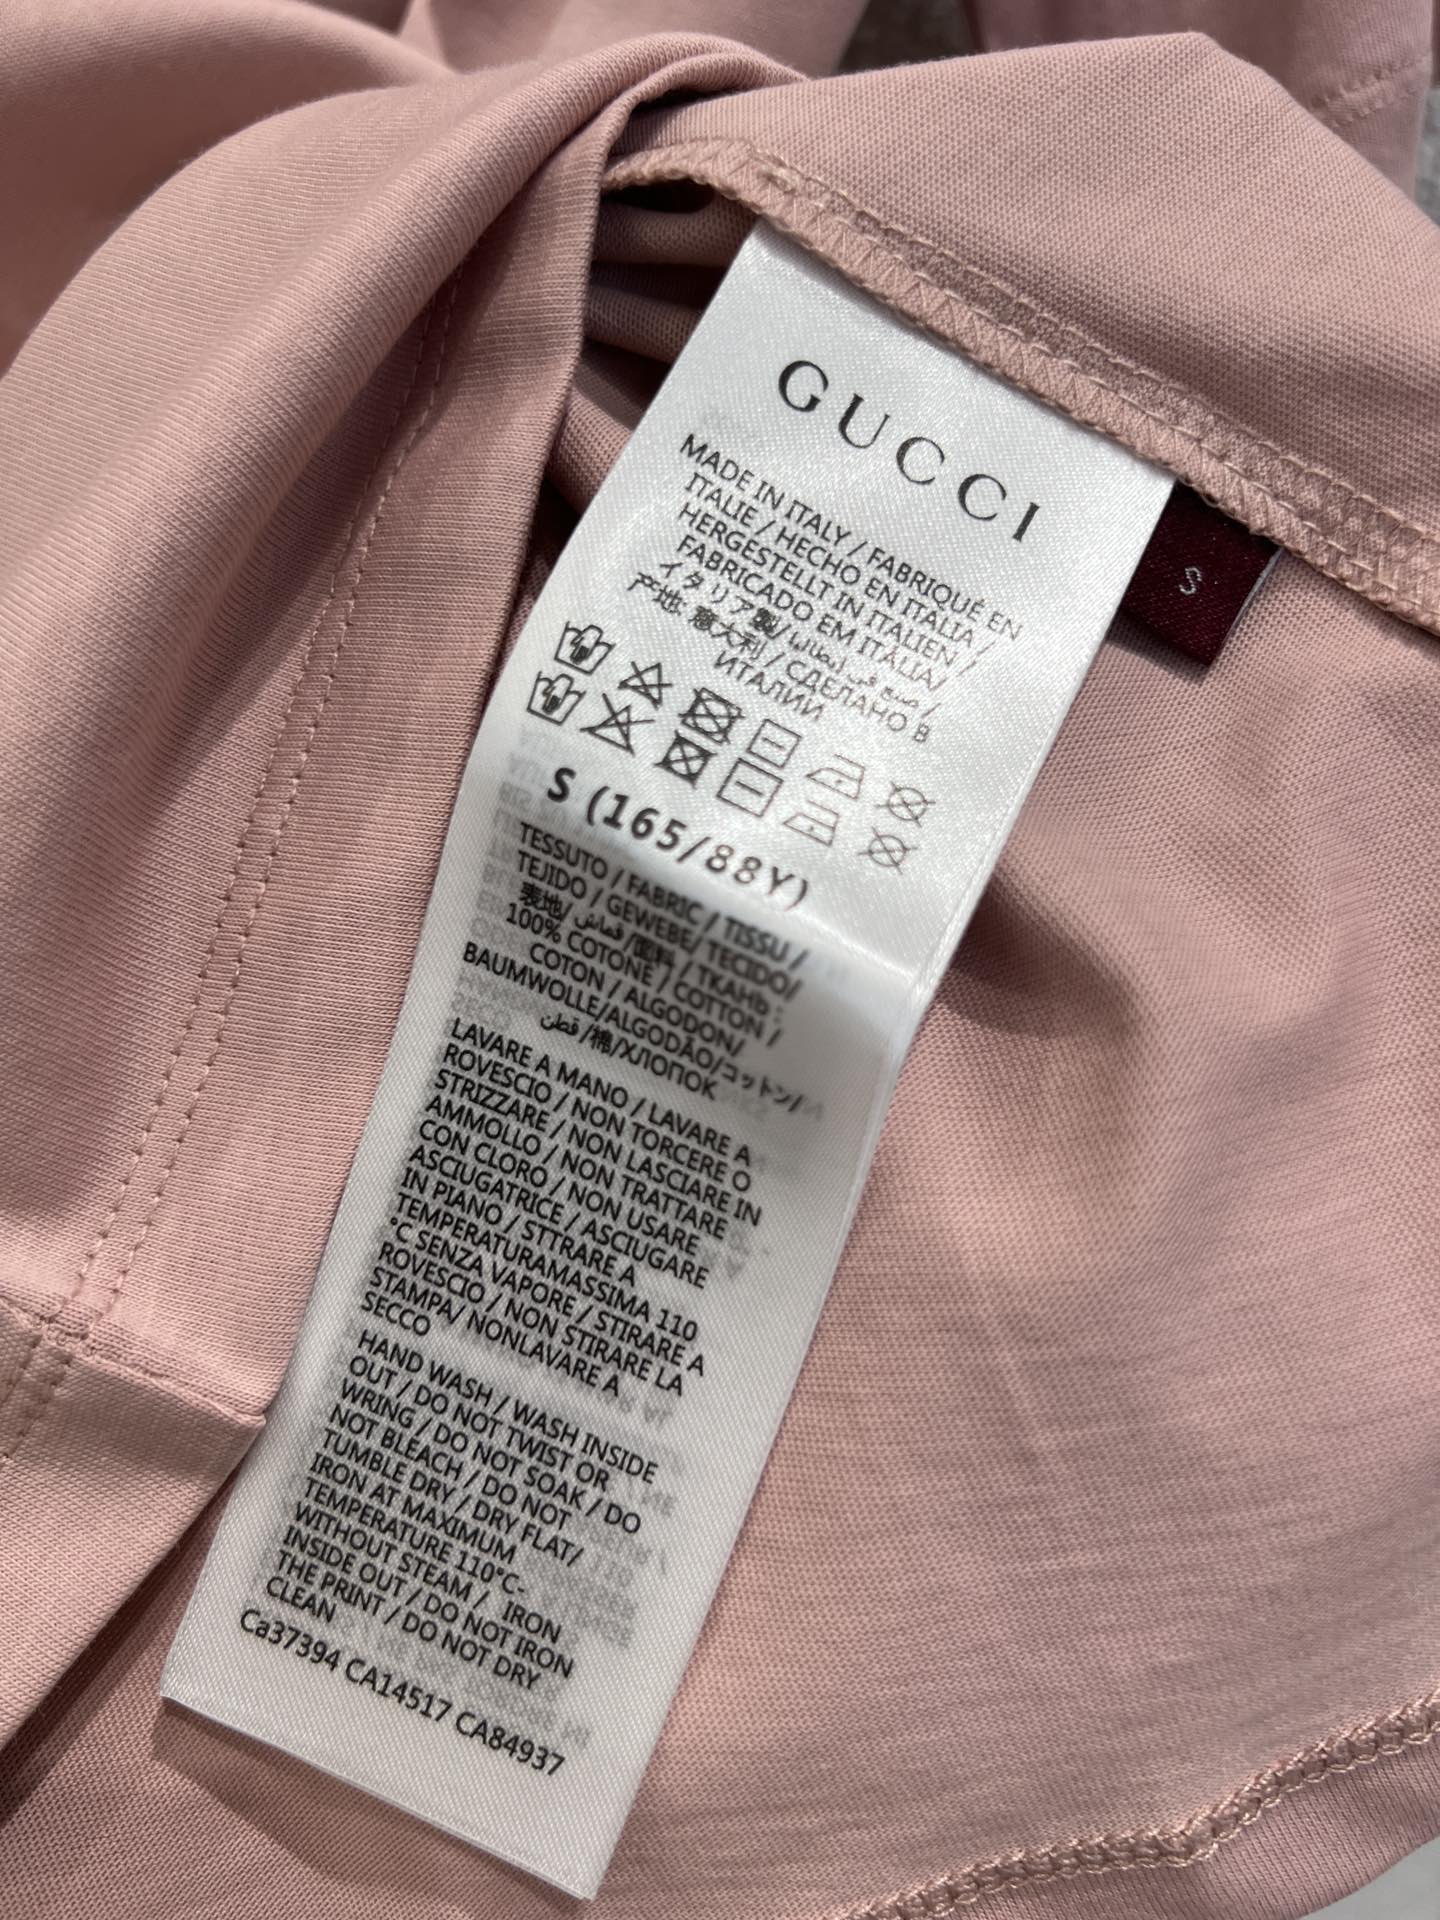 GUCCI
MADE IN ITALY / FABRIQUÉ EN
ITALIE / HECHO EN ITALIA /
HERGESTELLT IN ITALIEN /
FABRICADO EM ITÁLIA/
イタリア製/ صنع في إيطاليا /
产地: 意大利 / СДЕЛАНО В
ИТАЛИИ
S
S (165/88Y)
TESSUTO / FABRIC / TISSU /
TEJIDO / GEWEBE/ TECIDO/
表地/ قماش /面料 / ТКАНЬ :
100% COTONE / COTTON /
COTON / ALGODON/
BAUMWOLLE/ALGODÃO/コットン/
قطن /棉/ХЛОПОК
LAVARE A MANO / LAVARE A
ROVESCIO / NON TORCERE O
STRIZZARE / NON LASCIARE IN
AMMOLLO / NON TRATTARE
CON CLORO / NON USARE
ASCIUGATRICE / ASCIUGARE
IN PIANO / STTRARE A
TEMPERATURAMASSIMA 110
°C SENZA VAPORE / STIRARE A
ROVESCIO / NON STIRARE LA
STAMPA/ NONLAVARE A
SECCO
HAND WASH / WASH INSIDE
OUT / DO NOT TWIST OR
WRING / DO NOT SOAK / DO
NOT BLEACH / DO NOT
TUMBLE DRY / DRY FLAT/
IRON AT MAXIMUM
TEMPERATURE 110°C-
WITHOUT STEAM / IRON
INSIDE OUT / DO NOT IRON
THE PRINT / DO NOT DRY
CLEAN
Ca37394 CA14517 CA84937